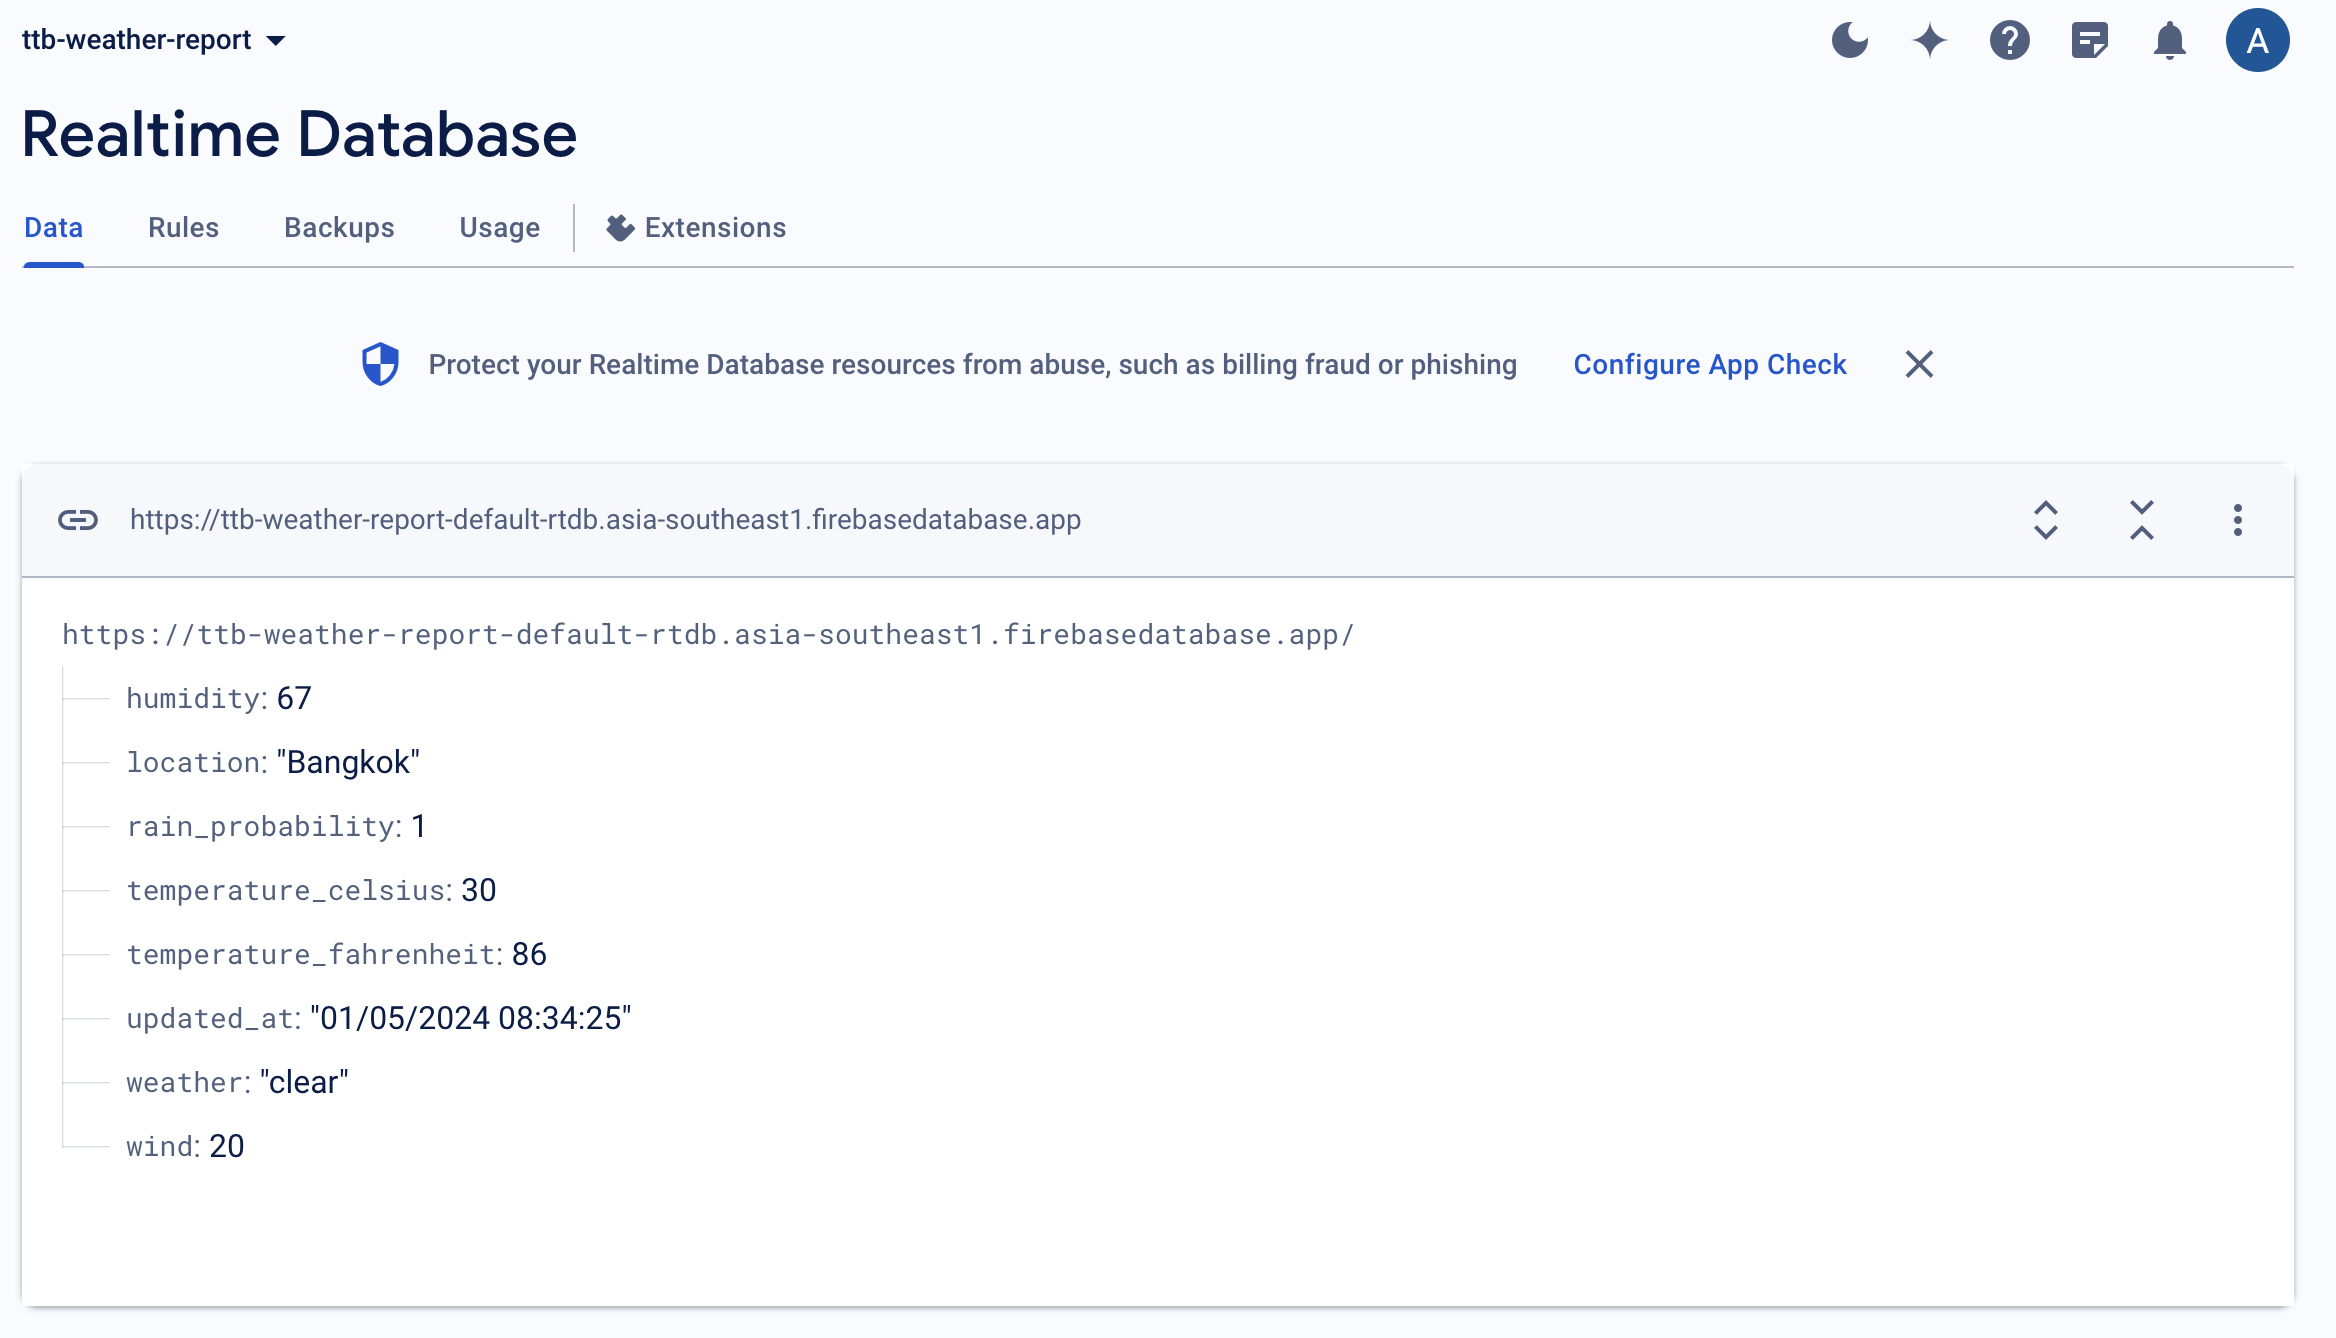 ttb-weather-report
A
Realtime Database
Data Rules Backups Usage Extensions
Protect your Realtime Database resources from abuse, such as billing fraud or phishing Configure App Check
https://ttb-weather-report-default-rtdb.asia-southeast1.firebasedatabase.app
https://ttb-weather-report-default-rtdb.asia-southeast1.firebasedatabase.app/
humidity: 67
location: "Bangkok"
rain_probability: 1
temperature_celsius: 30
temperature_fahrenheit: 86
updated_at: "01/05/2024 08:34:25"
weather: "clear"
wind: 20